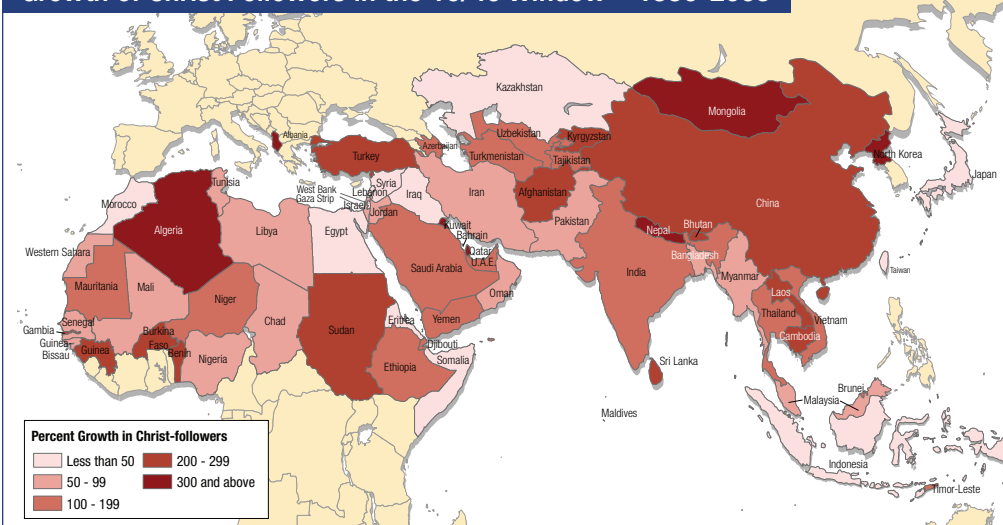 Growth of Christ Followers in the 10/40 Window
Kazakhstan
Mongolia
Albania
Turkey
Azerbaijan
Uzbekistan
Kyrgyzstan
Turkmenistan
Tajikistan
North Korea
Japan
Tunisia
West Bank
Gaza Strip
Syria
Lebanon
Israel
Iraq
Iran
Afghanistan
Morocco
Jordan
Pakistan
China
Algeria
Libya
Egypt
Kuwait
Bahrain
Qatar
U.A.E.
Nepal
Bhutan
Bangladesh
Western Sahara
Saudi Arabia
India
Myanmar
Taiwan
Mauritania
Mali
Niger
Oman
Laos
Senegal
Chad
Sudan
Eritrea
Yemen
Thailand
Vietnam
Gambia
Guinea
Bissau
Guinea
Burkina
Faso
Benin
Nigeria
Djibouti
Somalia
Ethiopia
Cambodia
Sri Lanka
Maldives
Brunei
Malaysia
Indonesia
Timor-Leste
Percent Growth in Christ-followers
Less than 50
50 - 99
100 - 199
200 - 299
300 and above